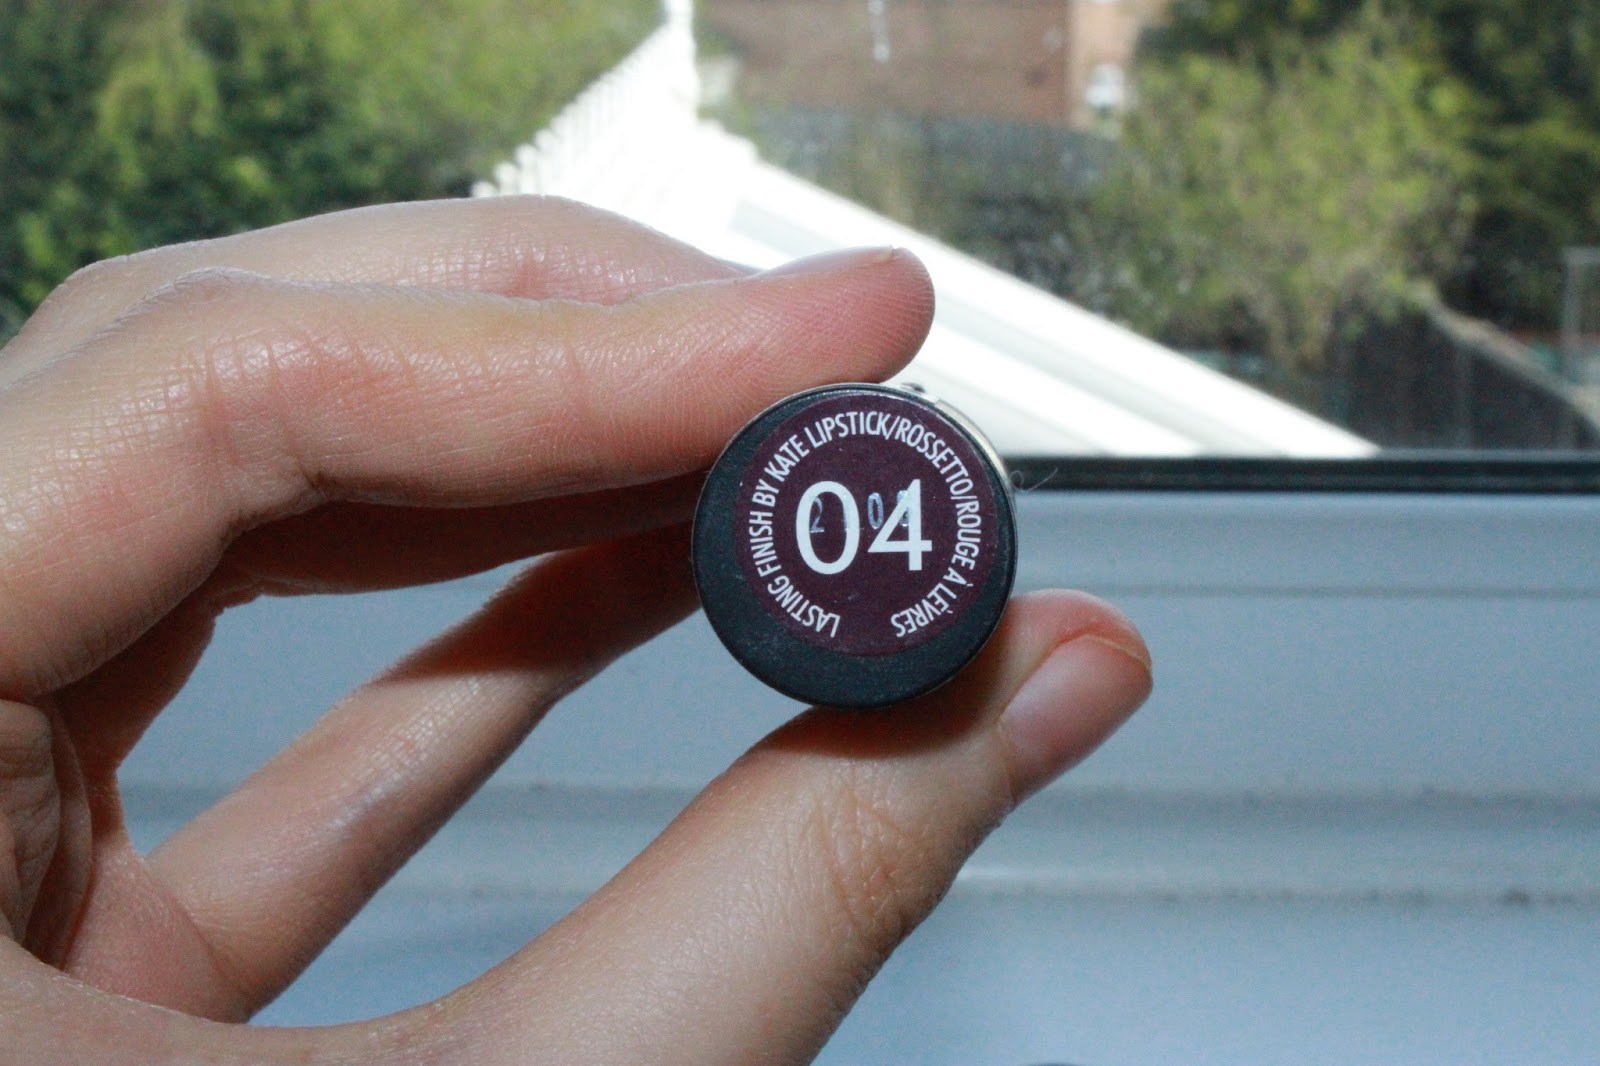 LASTING FINISH BY KATE LIPSTICK/ROSSETTO/ROUGE À LÈVRES
04